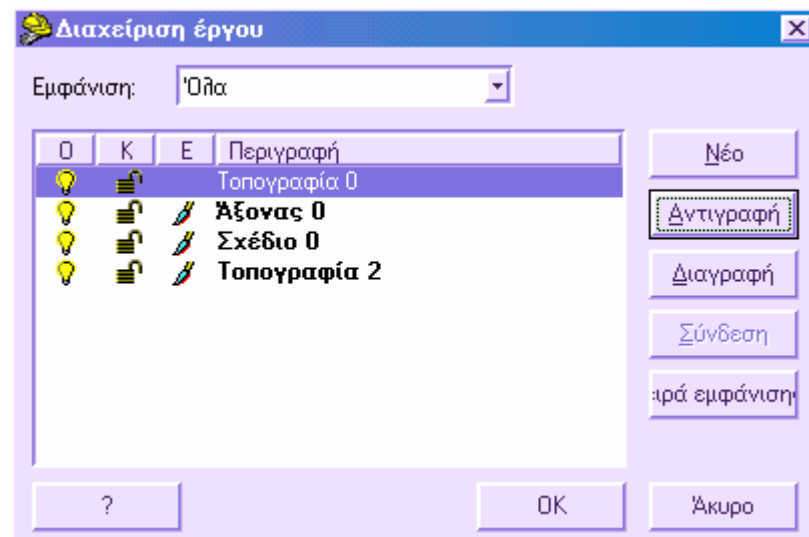 Διαχείριση έργου
Εμφάνιση: Όλα
Ο Κ Ε Περιγραφή
Τοπογραφία 0
Άξονας 0
Σχέδιο 0
Τοπογραφία 2
Νέο
Αντιγραφή
Διαγραφή
Σύνδεση
ιρά εμφάνιση
?
OK
Άκυρο